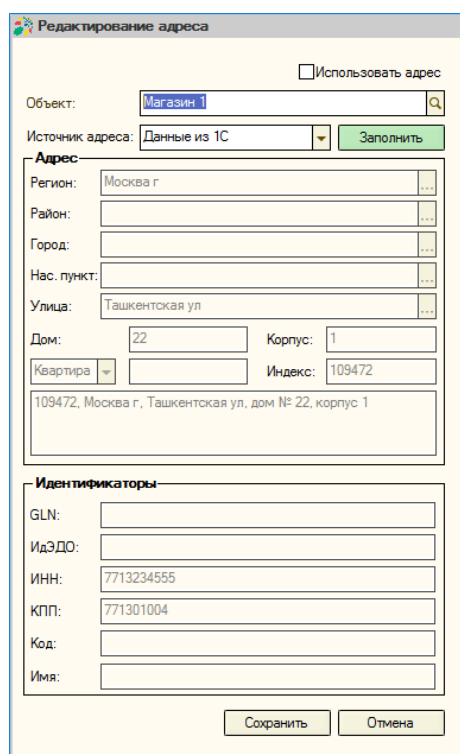 Редактирование адреса
Использовать адрес
Объект: Магазин 1
Источник адреса: Данные из 1С Заполнить
Адрес
Регион: Москва г ...
Район: ...
Город: ...
Нас. пункт: ...
Улица: Ташкентская ул ...
Дом: 22 Корпус: 1
Квартира Индекс: 109472
109472, Москва г, Ташкентская ул, дом № 22, корпус 1
Идентификаторы
GLN:
ИдЭДО:
ИНН: 7713234555
КПП: 771301004
Код:
Имя:
Сохранить Отмена